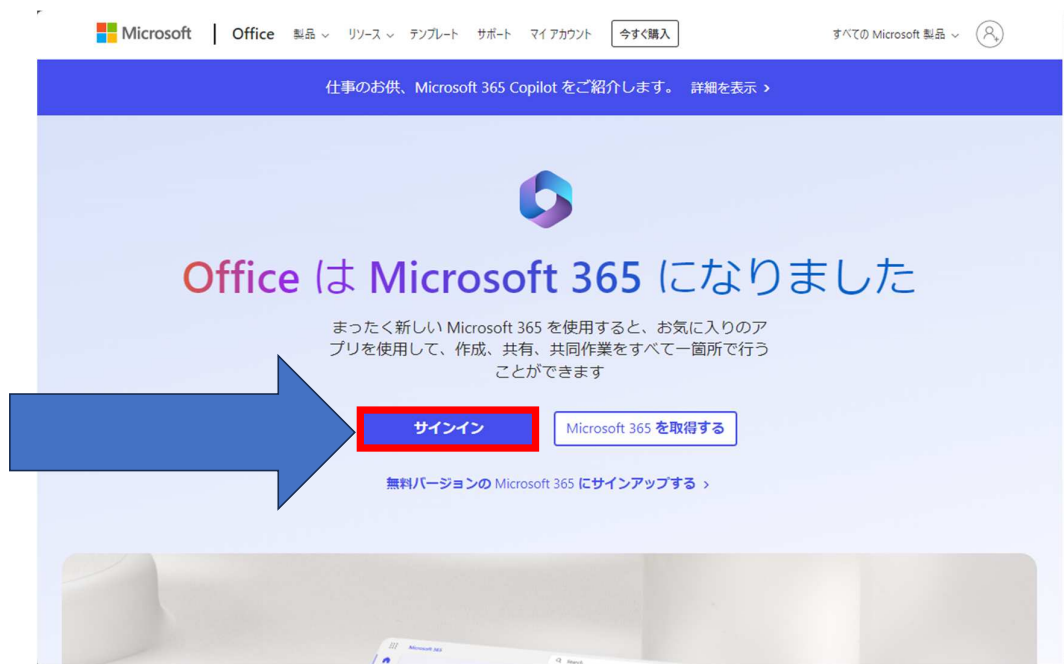 Microsoft | Office 製品 リソース テンプレート サポート マイ アカウント 今すぐ購入 すべての Microsoft 製品
仕事のお供、Microsoft 365 Copilot をご紹介します。 詳細を表示 >
Office は Microsoft 365 になりました
まったく新しい Microsoft 365 を使用すると、お気に入りのア
プリを使用して、作成、共有、共同作業をすべて一箇所で行う
ことができます
サインイン Microsoft 365 を取得する
無料バージョンの Microsoft 365 にサインアップする >
Microsoft 365
Search